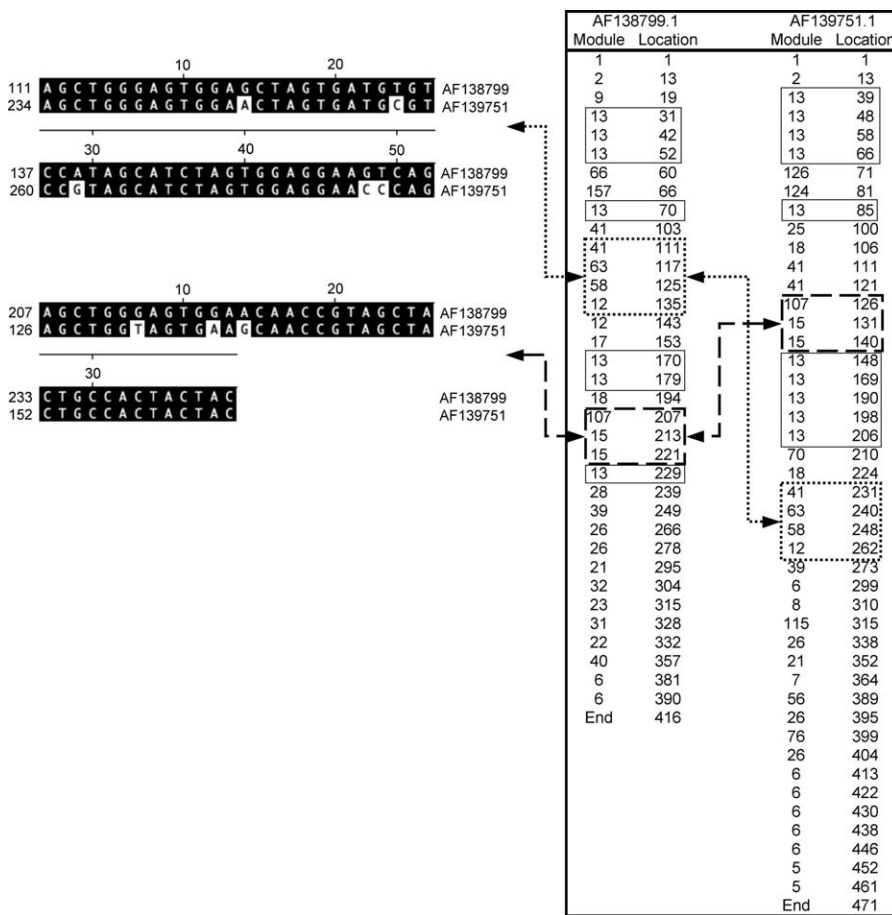 10 20
111 AGCTGGGAGTGGAGCTAGTGATGTGT AF138799
234 AGCTGGGAGTGGAACTAGTGATGCGT AF139751
30 40 50
137 CCATAGCATCTAGTGGAGGAAGTCAG AF138799
260 CCGTAGCATCTAGTGGAGGAACCCAG AF139751
10 20
207 AGCTGGGAGTGGAACAACCGTAGCTA AF138799
126 AGCTGGTAGTGAAGCAACCGTAGCTA AF139751
30
233 CTGCCACTACTAC AF138799
152 CTGCCACTACTAC AF139751
AF138799.1 AF139751.1
Module Location Module Location
1 1 1 1
2 13 2 13
9 19 13 39
13 31 13 48
13 42 13 58
13 52 13 66
66 60 126 71
157 66 124 81
13 70 13 85
41 103 25 100
41 111 18 106
63 117 41 111
58 125 41 121
12 135 107 126
12 143 15 131
17 153 15 140
13 170 13 148
13 179 13 169
18 194 13 190
107 207 13 198
15 213 13 206
15 221 70 210
13 229 18 224
28 239 41 231
39 249 63 240
26 266 58 248
26 278 12 262
21 295 39 273
32 304 6 299
23 315 8 310
31 328 115 315
22 332 26 338
40 357 21 352
6 381 7 364
6 390 56 389
End 416 26 395
76 399
26 404
6 413
6 422
6 430
6 438
6 446
5 452
5 461
End 471